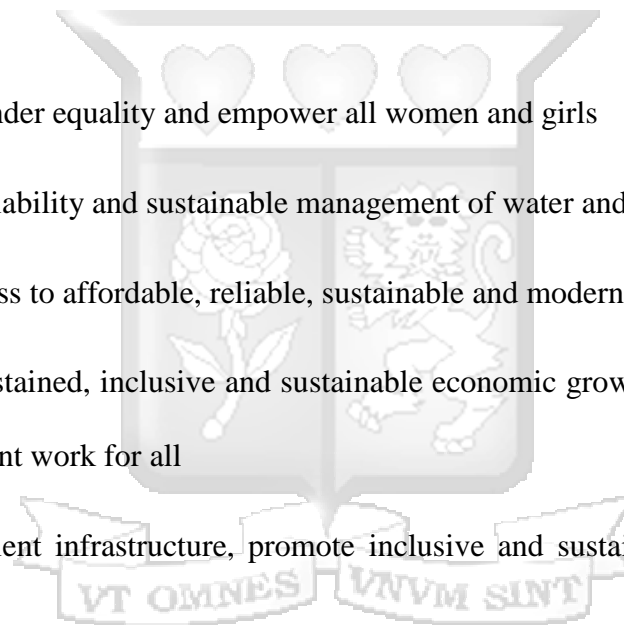 nder equality and empower all women and girls
lability and sustainable management of water and
ss to affordable, reliable, sustainable and modern
stained, inclusive and sustainable economic grow
nt work for all
ient infrastructure, promote inclusive and sustai
VT OMNES VNVM SINT